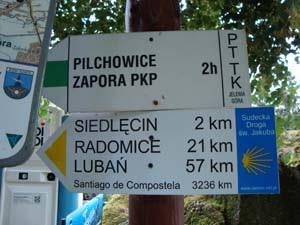 PILCHOWICE
ZAPORA PKP 2h
PTTK
JELENIA
GÓRA
SIEDLĘCIN 2 km
RADOMICE 21 km
LUBAŃ 57 km
Santiago de Compostela 3236 km
Sudecka
Droga
św. Jakuba